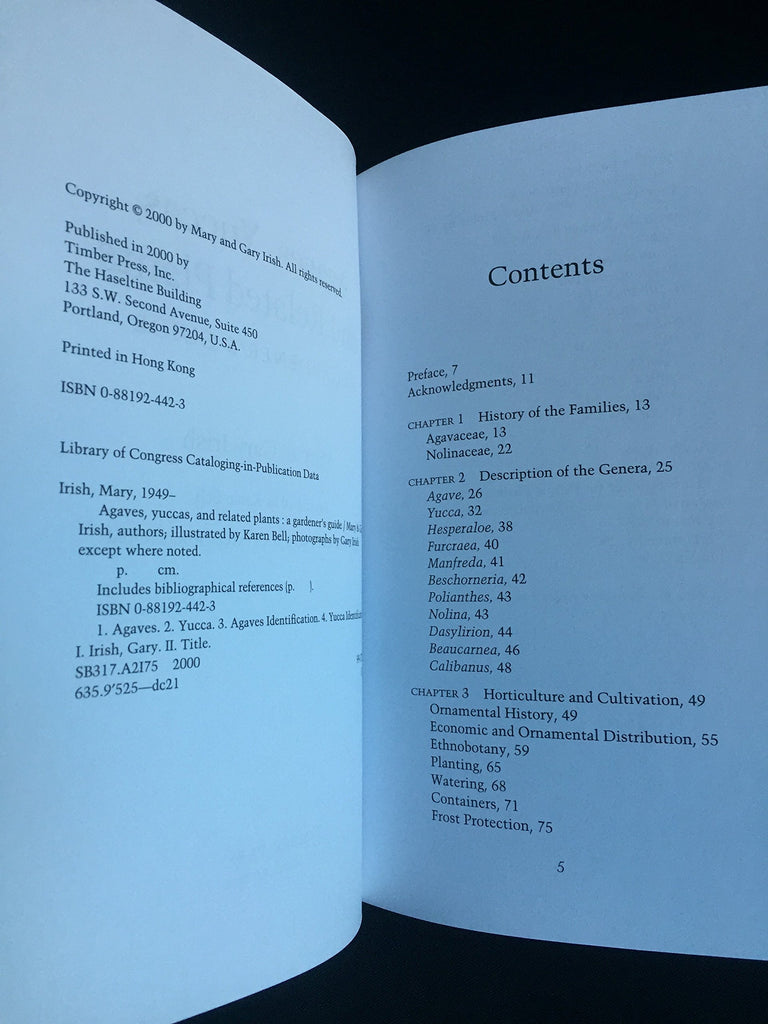 Copyright © 2000 by Mary and Gary Irish. All rights reserved.
Published in 2000 by
Timber Press, Inc.
The Haseltine Building
133 S.W. Second Avenue, Suite 450
Portland, Oregon 97204, U.S.A.
Printed in Hong Kong
ISBN 0-88192-442-3
Library of Congress Cataloging-in-Publication Data
Irish, Mary, 1949–
Agaves, yuccas, and related plants : a gardener's guide / Mary &
Irish, authors; illustrated by Karen Bell; photographs by Gary Irish
except where noted.
p. cm.
Includes bibliographical references (p. ).
ISBN 0-88192-442-3
1. Agaves. 2. Yucca. 3. Agaves Identification. 4. Yucca
I. Irish, Gary. II. Title.
SB317.A2I75 2000
635.9'525—dc21
Contents
Preface, 7
Acknowledgments, 11
CHAPTER 1 History of the Families, 13
Agavaceae, 13
Nolinaceae, 22
CHAPTER 2 Description of the Genera, 25
Agave, 26
Yucca, 32
Hesperaloe, 38
Furcraea, 40
Manfreda, 41
Beschorneria, 42
Polianthes, 43
Nolina, 43
Dasylirion, 44
Beaucarnea, 46
Calibanus, 48
CHAPTER 3 Horticulture and Cultivation, 49
Ornamental History, 49
Economic and Ornamental Distribution, 55
Ethnobotany, 59
Planting, 65
Watering, 68
Containers, 71
Frost Protection, 75
5